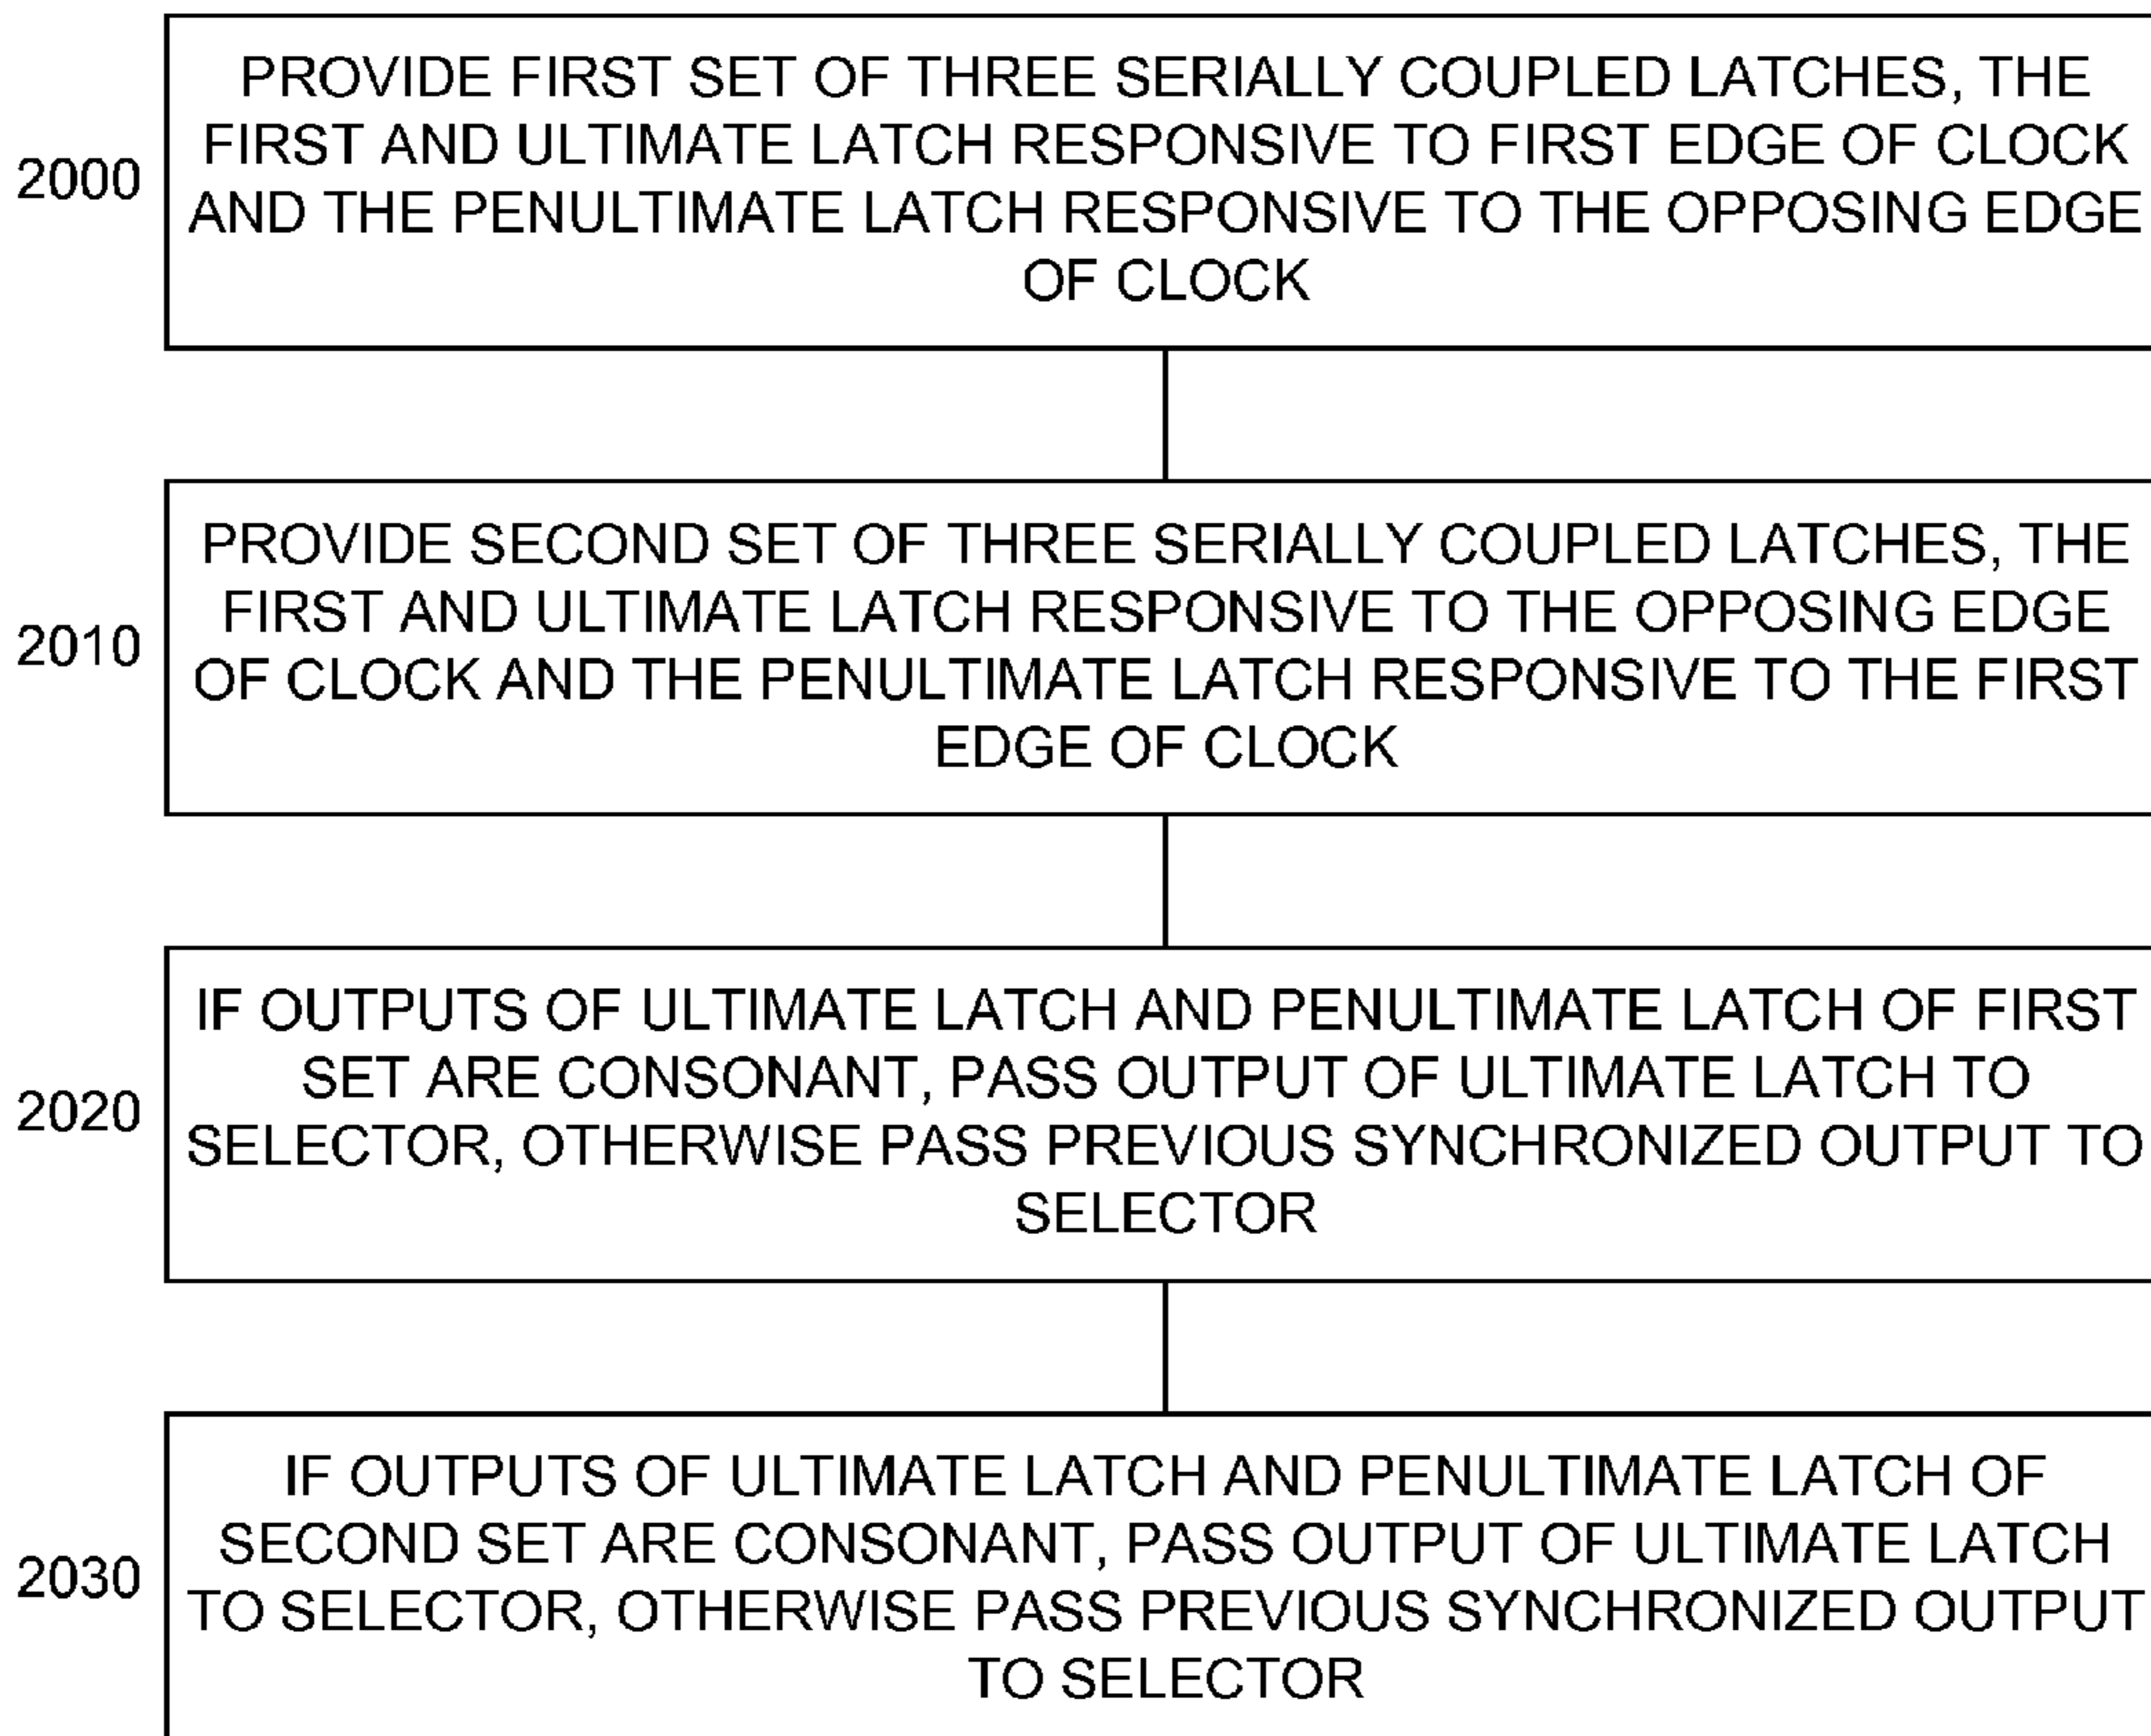 2000
PROVIDE FIRST SET OF THREE SERIALLY COUPLED LATCHES, THE
FIRST AND ULTIMATE LATCH RESPONSIVE TO FIRST EDGE OF CLOCK
AND THE PENULTIMATE LATCH RESPONSIVE TO THE OPPOSING EDGE
OF CLOCK
2010
PROVIDE SECOND SET OF THREE SERIALLY COUPLED LATCHES, THE
FIRST AND ULTIMATE LATCH RESPONSIVE TO THE OPPOSING EDGE
OF CLOCK AND THE PENULTIMATE LATCH RESPONSIVE TO THE FIRST
EDGE OF CLOCK
2020
IF OUTPUTS OF ULTIMATE LATCH AND PENULTIMATE LATCH OF FIRST
SET ARE CONSONANT, PASS OUTPUT OF ULTIMATE LATCH TO
SELECTOR, OTHERWISE PASS PREVIOUS SYNCHRONIZED OUTPUT TO
SELECTOR
2030
IF OUTPUTS OF ULTIMATE LATCH AND PENULTIMATE LATCH OF
SECOND SET ARE CONSONANT, PASS OUTPUT OF ULTIMATE LATCH
TO SELECTOR, OTHERWISE PASS PREVIOUS SYNCHRONIZED OUTPUT
TO SELECTOR